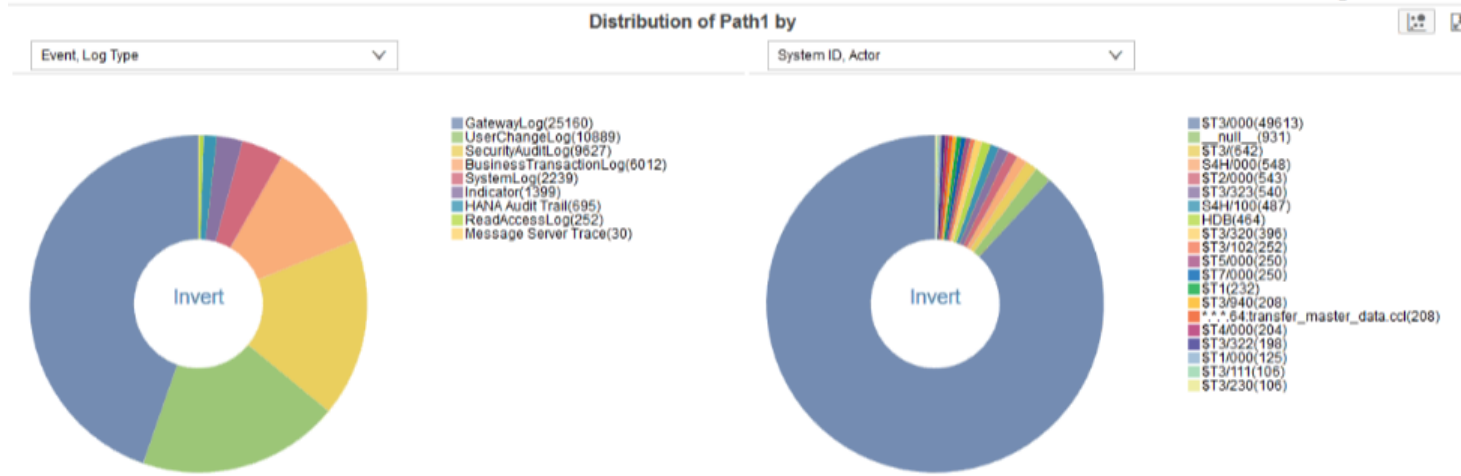 Distribution of Path1 by
Event, Log Type
System ID, Actor
Invert
GatewayLog(25160)
UserChangeLog(10889)
SecurityAuditLog(9627)
BusinessTransactionLog(6012)
SystemLog(2239)
Indicator(1399)
HANA Audit Trail(695)
ReadAccessLog(252)
Message Server Trace(30)
Invert
$T3/000(49613)
__null__(931)
$T3/(642)
S4H/000(548)
$T2/000(543)
$T3/323(540)
S4H/100(487)
HDB(464)
$T3/320(396)
$T3/102(252)
$T5/000(250)
$T7/000(250)
$T1(232)
$T3/940(208)
*.*.*.64:transfer_master_data.ccl(208)
$T4/000(204)
$T3/322(198)
$T1/000(125)
$T3/111(106)
$T3/230(106)